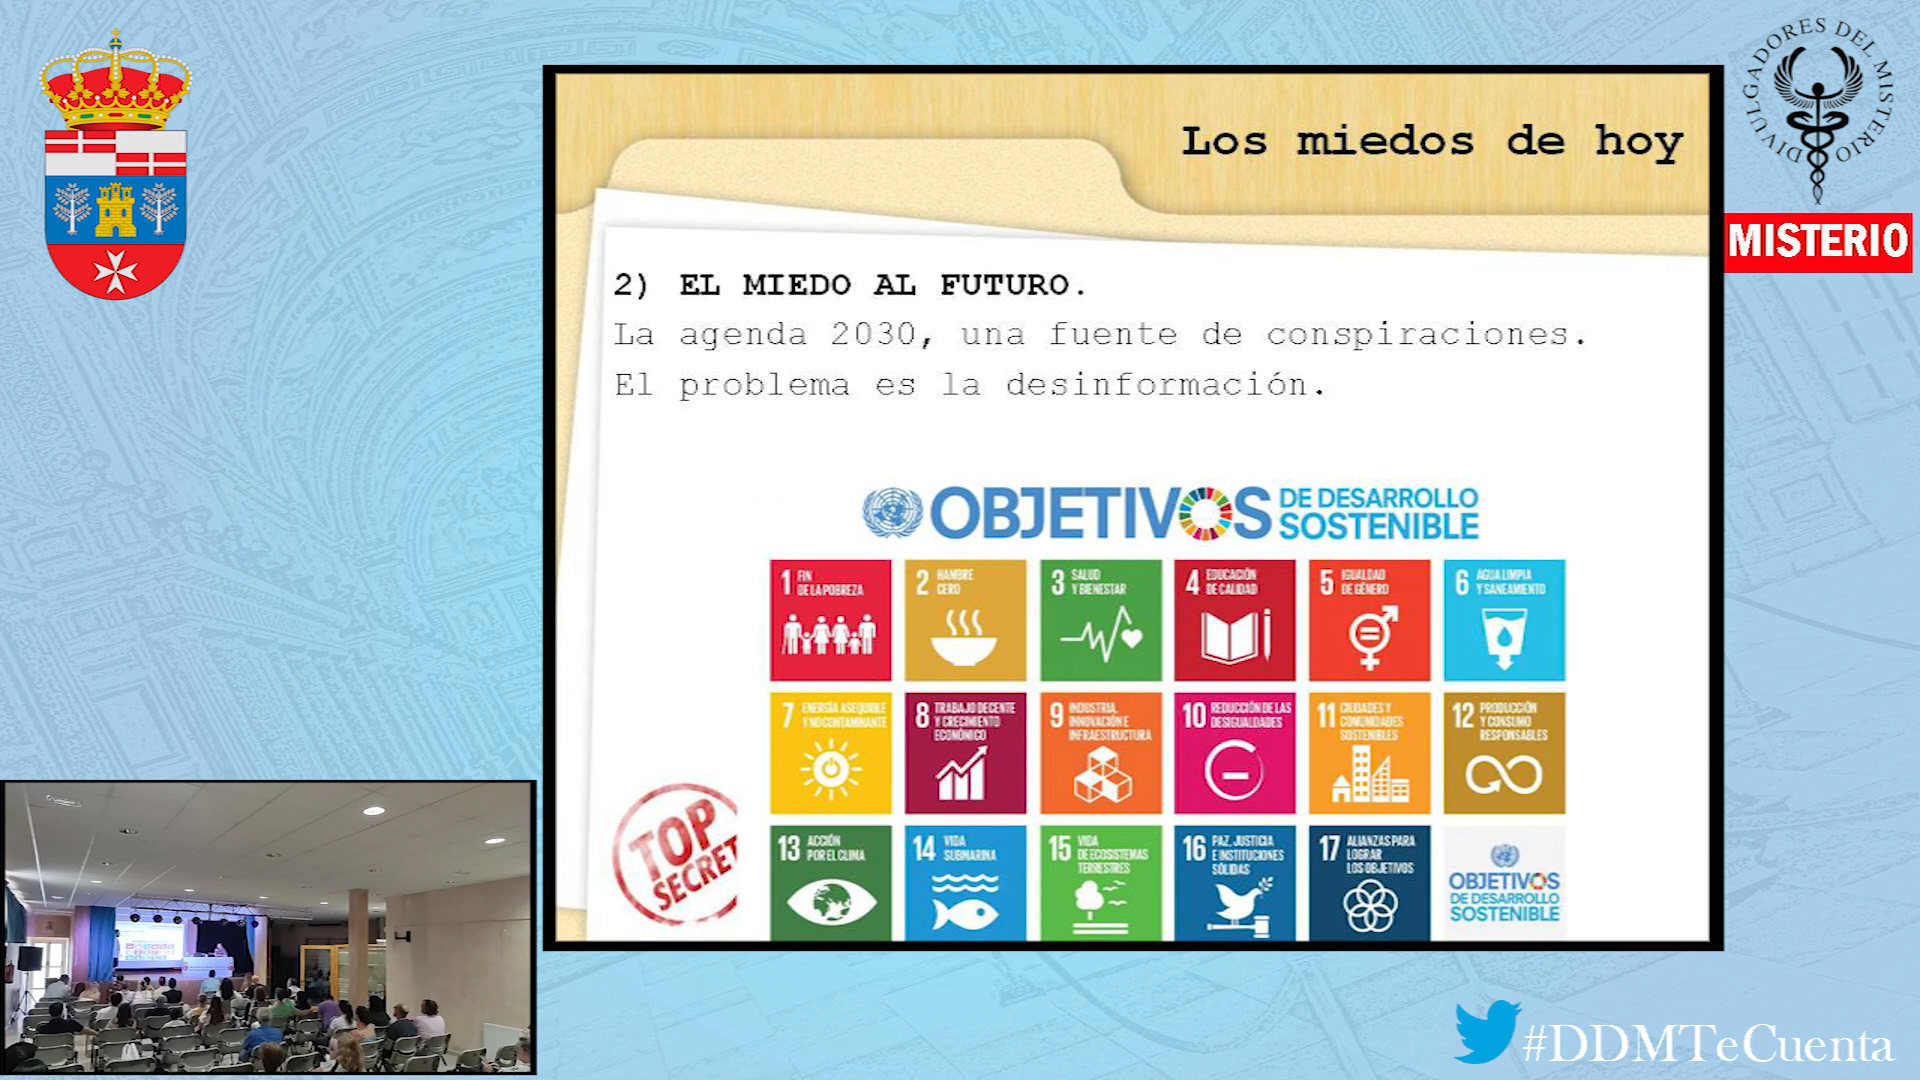 DIVULGADORES DEL MISTERIO
MISTERIO
Los miedos de hoy
2) EL MIEDO AL FUTURO.
La agenda 2030, una fuente de conspiraciones.
El problema es la desinformación.
OBJETIVOS DE DESARROLLO
SOSTENIBLE
1 FIN
DE LA POBREZA
2 HAMBRE
CERO
3 SALUD
Y BIENESTAR
4 EDUCACIÓN
DE CALIDAD
5 IGUALDAD
DE GÉNERO
6 AGUA LIMPIA
Y SANEAMIENTO
7 ENERGÍA ASEQUIBLE
Y NO CONTAMINANTE
8 TRABAJO DECENTE
Y CRECIMIENTO
ECONÓMICO
9 INDUSTRIA,
INNOVACIÓN E
INFRAESTRUCTURA
10 REDUCCIÓN DE LAS
DESIGUALDADES
11 CIUDADES Y
COMUNIDADES
SOSTENIBLES
12 PRODUCCIÓN
Y CONSUMO
RESPONSABLES
13 ACCIÓN
POR EL CLIMA
14 VIDA
SUBMARINA
15 VIDA
DE ECOSISTEMAS
TERRESTRES
16 PAZ, JUSTICIA
E INSTITUCIONES
SÓLIDAS
17 ALIANZAS PARA
LOGRAR
LOS OBJETIVOS
OBJETIVOS
DE DESARROLLO
SOSTENIBLE
TOP
SECRET
#DDMTeCuenta